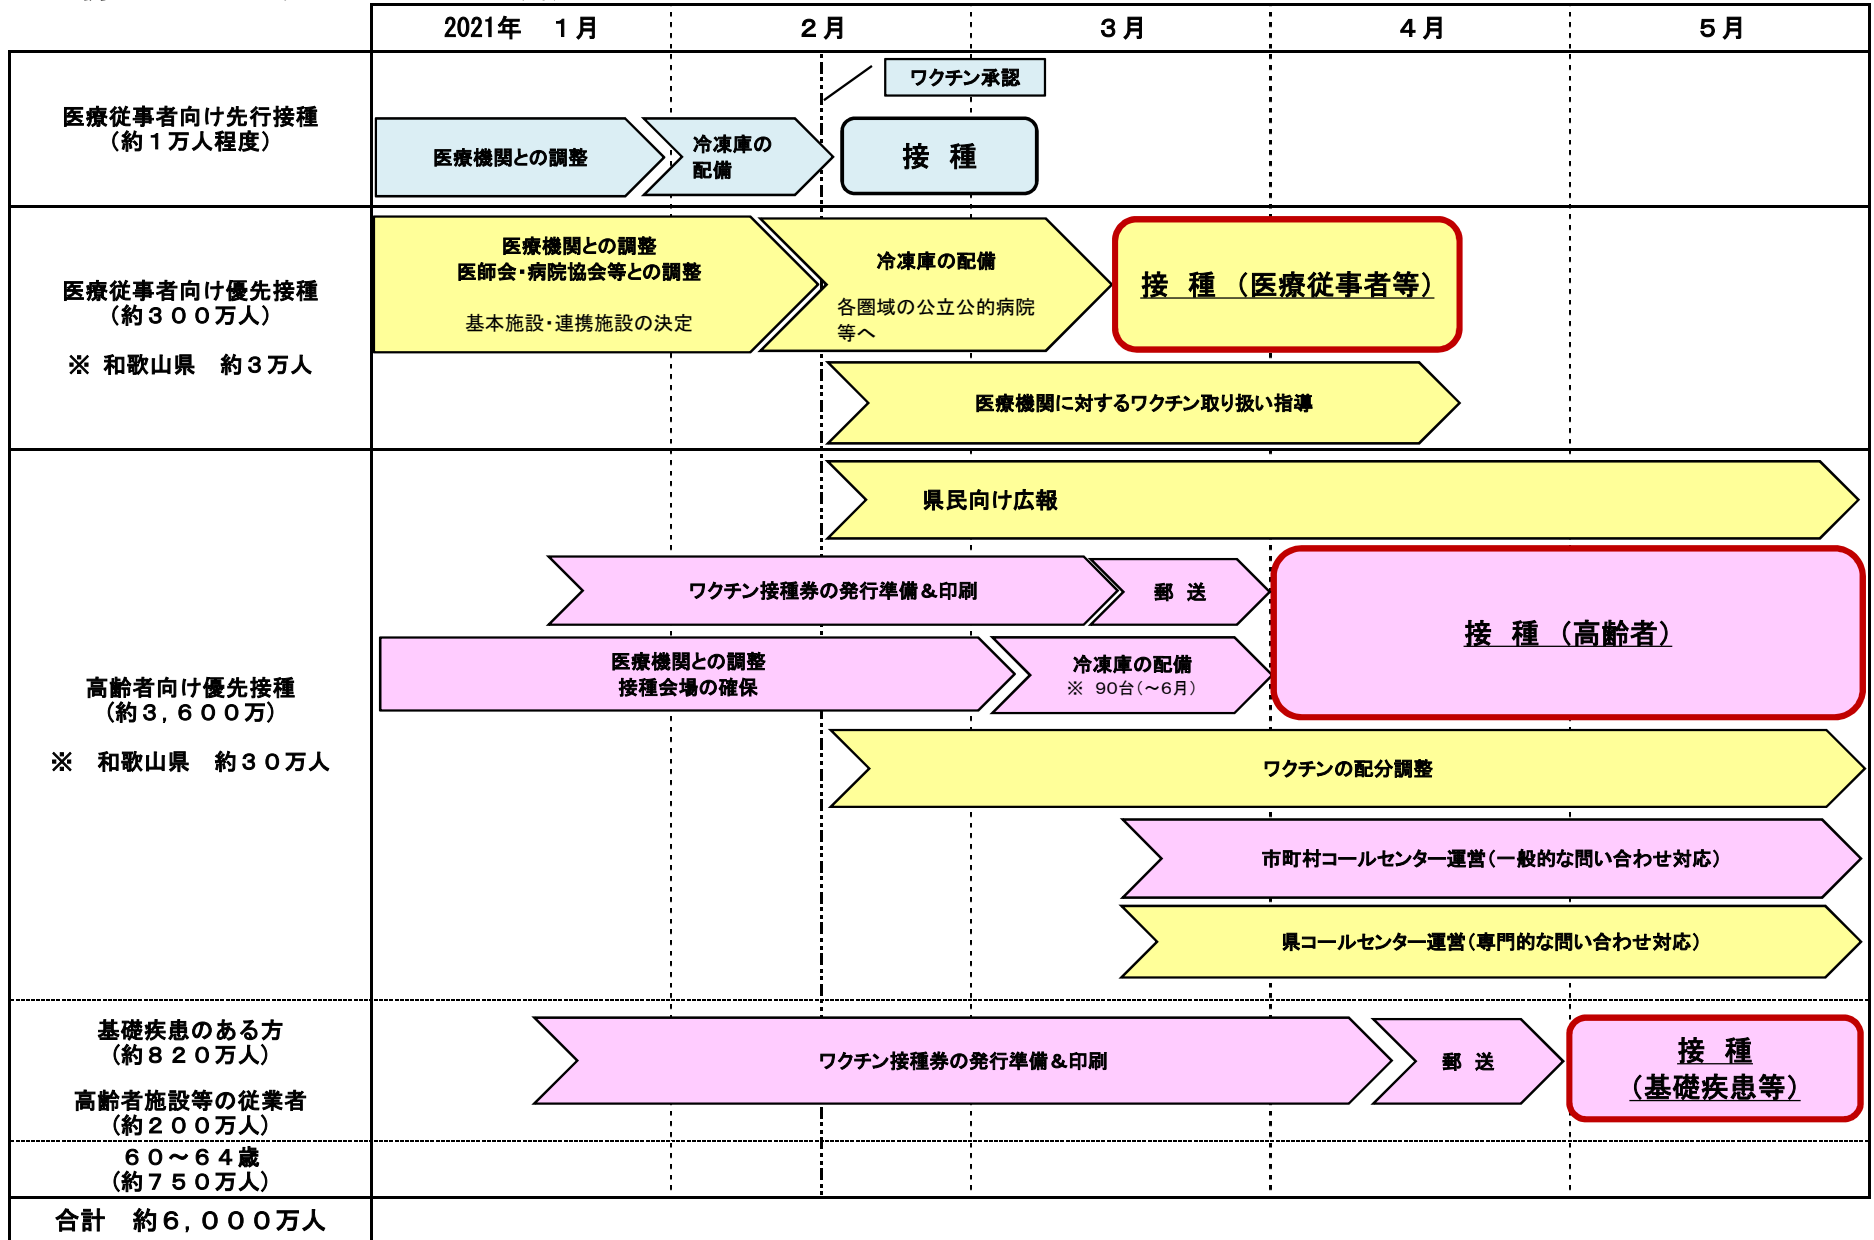 2021年　１月
２月
３月
４月
５月
医療従事者向け先行接種
（約１万人程度）
ワクチン承認
医療機関との調整
冷凍庫の
配備
接　種
医療従事者向け優先接種
（約３００万人）
※ 和歌山県　約３万人
医療機関との調整
医師会・病院協会等との調整
基本施設・連携施設の決定
冷凍庫の配備
各圏域の公立公的病院
等へ
接　種 （医療従事者等）
医療機関に対するワクチン取り扱い指導
高齢者向け優先接種
（約３,６００万）
※　和歌山県　約３０万人
県民向け広報
ワクチン接種券の発行準備＆印刷
郵　送
医療機関との調整
接種会場の確保
冷凍庫の配備
※ 90台（～６月）
接　種 （高齢者）
ワクチンの配分調整
市町村コールセンター運営（一般的な問い合わせ対応）
県コールセンター運営（専門的な問い合わせ対応）
基礎疾患のある方
（約８２０万人）
高齢者施設等の従業者
（約２００万人）
ワクチン接種券の発行準備＆印刷
郵　送
接　種
（基礎疾患等）
６０～６４歳
（約７５０万人）
合計　約６,０００万人